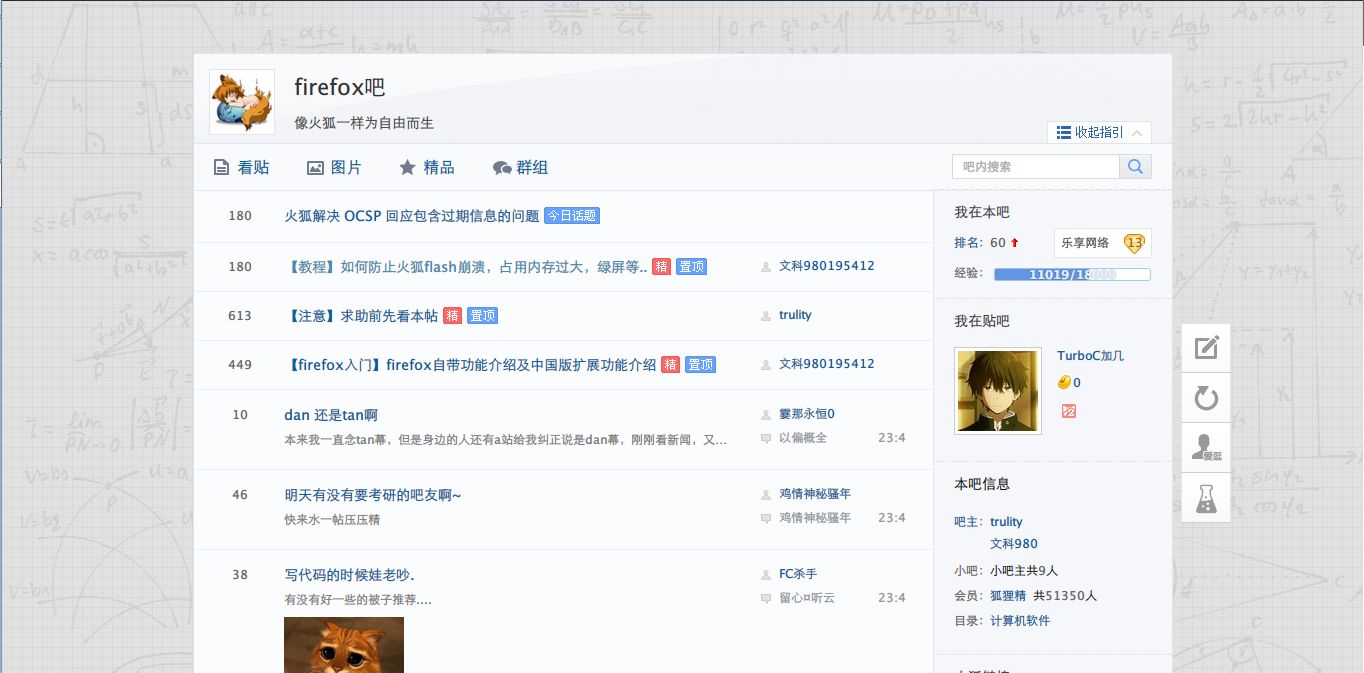 firefox吧
像火狐一样为自由而生
收起指引
看贴 图片 精品 群组
吧内搜索
180 火狐解决 OCSP 回应包含过期信息的问题 今日话题
180 【教程】如何防止火狐flash崩溃，占用内存过大，绿屏等.. 精 置顶 文科980195412
613 【注意】求助前先看本帖 精 置顶 trulity
449 【firefox入门】firefox自带功能介绍及中国版扩展功能介绍 精 置顶 文科980195412
10 dan 还是tan啊 霎那永恒0
本来我一直念tan幕，但是身边的人还有a站给我纠正说是dan幕，刚刚看新闻，又... 以偏概全 23:4
46 明天有没有要考研的吧友啊~ 鸡情神秘骚年
快来水一帖压压精 鸡情神秘骚年 23:4
38 写代码的时候娃老吵. FC杀手
有没有好一些的被子推荐.... 留心¤听云 23:4
我在本吧
排名: 60 乐享网络 13
经验: 11019/18000
我在贴吧
TurboC加几
0
本吧信息
吧主: trulity
文科980
小吧: 小吧主共9人
会员: 狐狸精 共51350人
目录: 计算机软件
爱逛